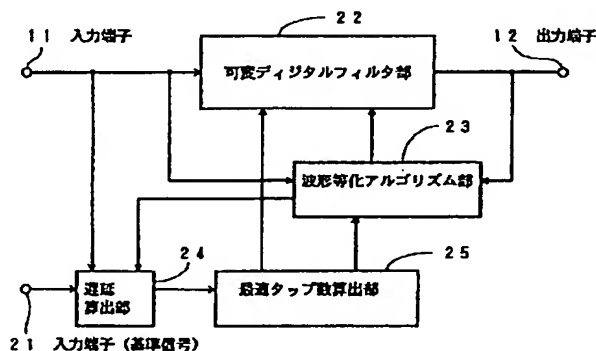 11 入力端子
22
12 出力端子
可変ディジタルフィルタ部
23
波形等化アルゴリズム部
24
25
遅延
算出部
最適タップ数算出部
21 入力端子（基準信号）